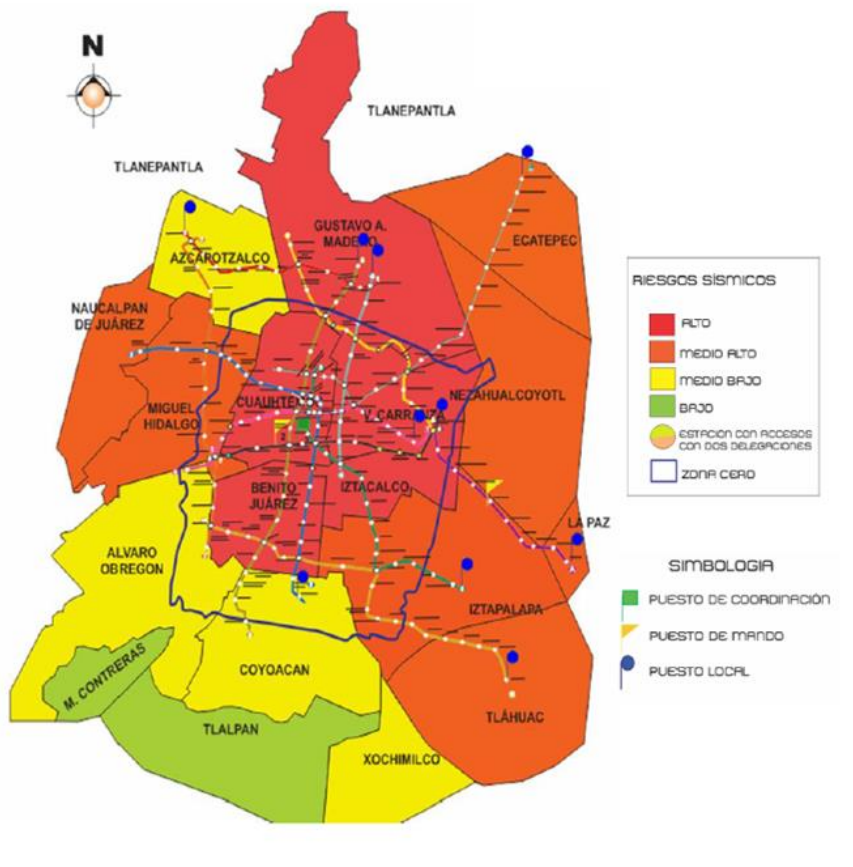 N
TLANEPANTLA
TLANEPANTLA
GUSTAVO A.
MADERO
ECATEPEC
AZCAPOTZALCO
NAUCALPAN
DE JUÁREZ
MIGUEL
HIDALGO
CUAUHTEMOC
V. CARRANZA
NEZAHUALCOYOTL
BENITO
JUÁREZ
IZTACALCO
LA PAZ
ALVARO
OBREGON
IZTAPALAPA
COYOACAN
M. CONTRERAS
TLALPAN
TLÁHUAC
XOCHIMILCO
RIESGOS SÍSMICOS
ALTO
MEDIO ALTO
MEDIO BAJO
BAJO
ESTACIÓN CON ACCESOS
CON DOS DELEGACIONES
ZONA CERO
SIMBOLOGIA
PUESTO DE COORDINACIÓN
PUESTO DE MANDO
PUESTO LOCAL